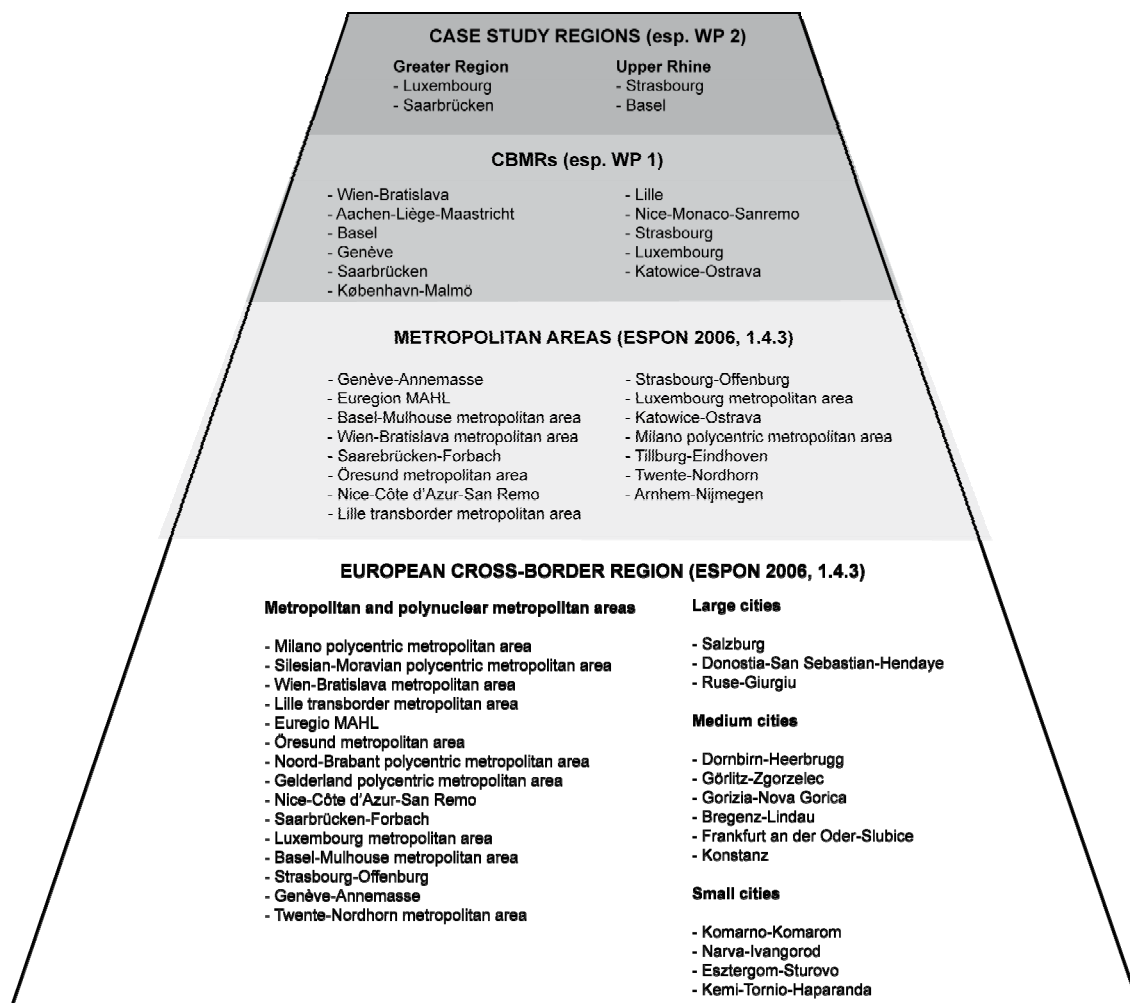 CASE STUDY REGIONS (esp. WP 2)
Greater Region
- Luxembourg
- Saarbrücken
Upper Rhine
- Strasbourg
- Basel
CBMRs (esp. WP 1)
- Wien-Bratislava
- Aachen-Liège-Maastricht
- Basel
- Genève
- Saarbrücken
- København-Malmö
- Lille
- Nice-Monaco-Sanremo
- Strasbourg
- Luxembourg
- Katowice-Ostrava
METROPOLITAN AREAS (ESPON 2006, 1.4.3)
- Genève-Annemasse
- Euregion MAHL
- Basel-Mulhouse metropolitan area
- Wien-Bratislava metropolitan area
- Saarebrücken-Forbach
- Öresund metropolitan area
- Nice-Côte d'Azur-San Remo
- Lille transborder metropolitan area
- Strasbourg-Offenburg
- Luxembourg metropolitan area
- Katowice-Ostrava
- Milano polycentric metropolitan area
- Tillburg-Eindhoven
- Twente-Nordhorn
- Arnhem-Nijmegen
EUROPEAN CROSS-BORDER REGION (ESPON 2006, 1.4.3)
Metropolitan and polynuclear metropolitan areas
- Milano polycentric metropolitan area
- Silesian-Moravian polycentric metropolitan area
- Wien-Bratislava metropolitan area
- Lille transborder metropolitan area
- Euregio MAHL
- Öresund metropolitan area
- Noord-Brabant polycentric metropolitan area
- Gelderland polycentric metropolitan area
- Nice-Côte d'Azur-San Remo
- Saarbrücken-Forbach
- Luxembourg metropolitan area
- Basel-Mulhouse metropolitan area
- Strasbourg-Offenburg
- Genève-Annemasse
- Twente-Nordhorn metropolitan area
Large cities
- Salzburg
- Donostia-San Sebastian-Hendaye
- Ruse-Giurgiu
Medium cities
- Dornbirn-Heerbrugg
- Görlitz-Zgorzelec
- Gorizia-Nova Gorica
- Bregenz-Lindau
- Frankfurt an der Oder-Slubice
- Konstanz
Small cities
- Komarno-Komarom
- Narva-Ivangorod
- Esztergom-Sturovo
- Kemi-Tornio-Haparanda